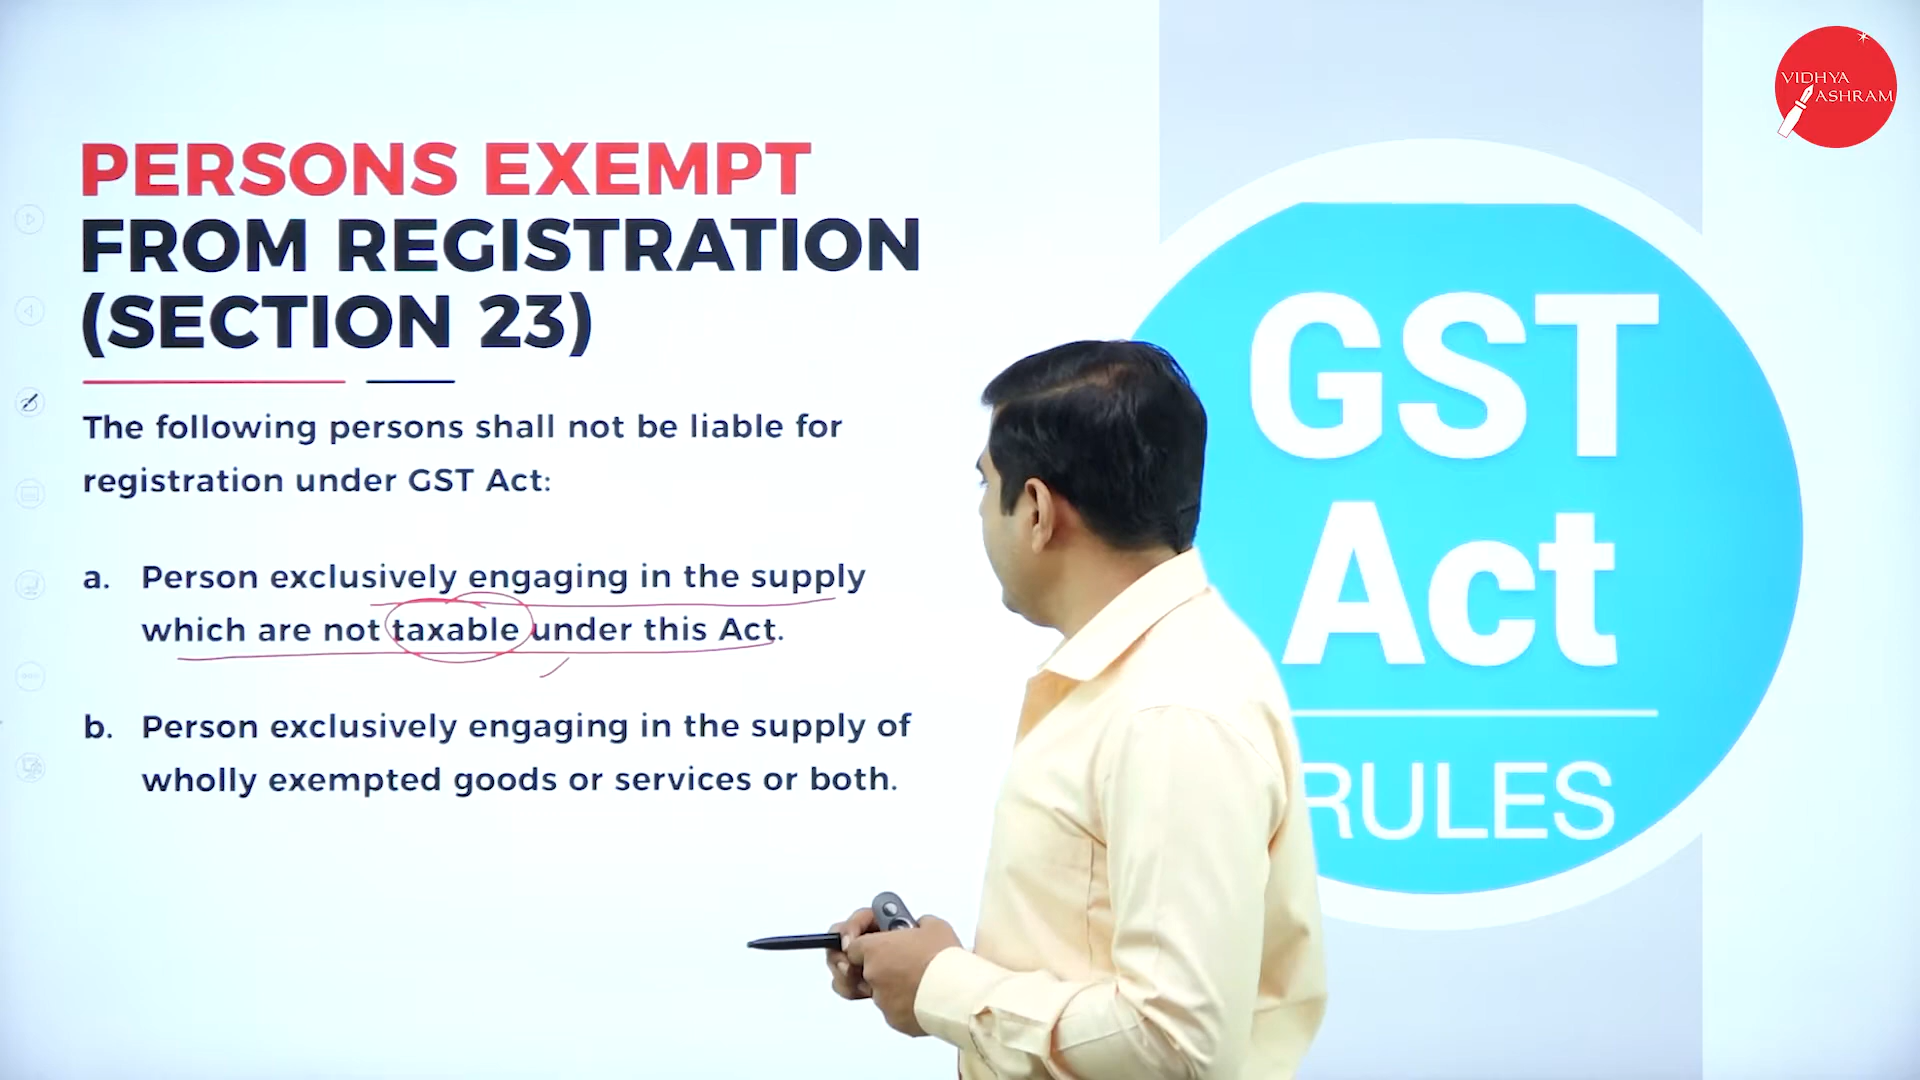 VIDHYA
ASHRAM
PERSONS EXEMPT
FROM REGISTRATION
(SECTION 23)
The following persons shall not be liable for
registration under GST Act:
a. Person exclusively engaging in the supply
which are not taxable under this Act.
b. Person exclusively engaging in the supply of
wholly exempted goods or services or both.
GST
Act
RULES